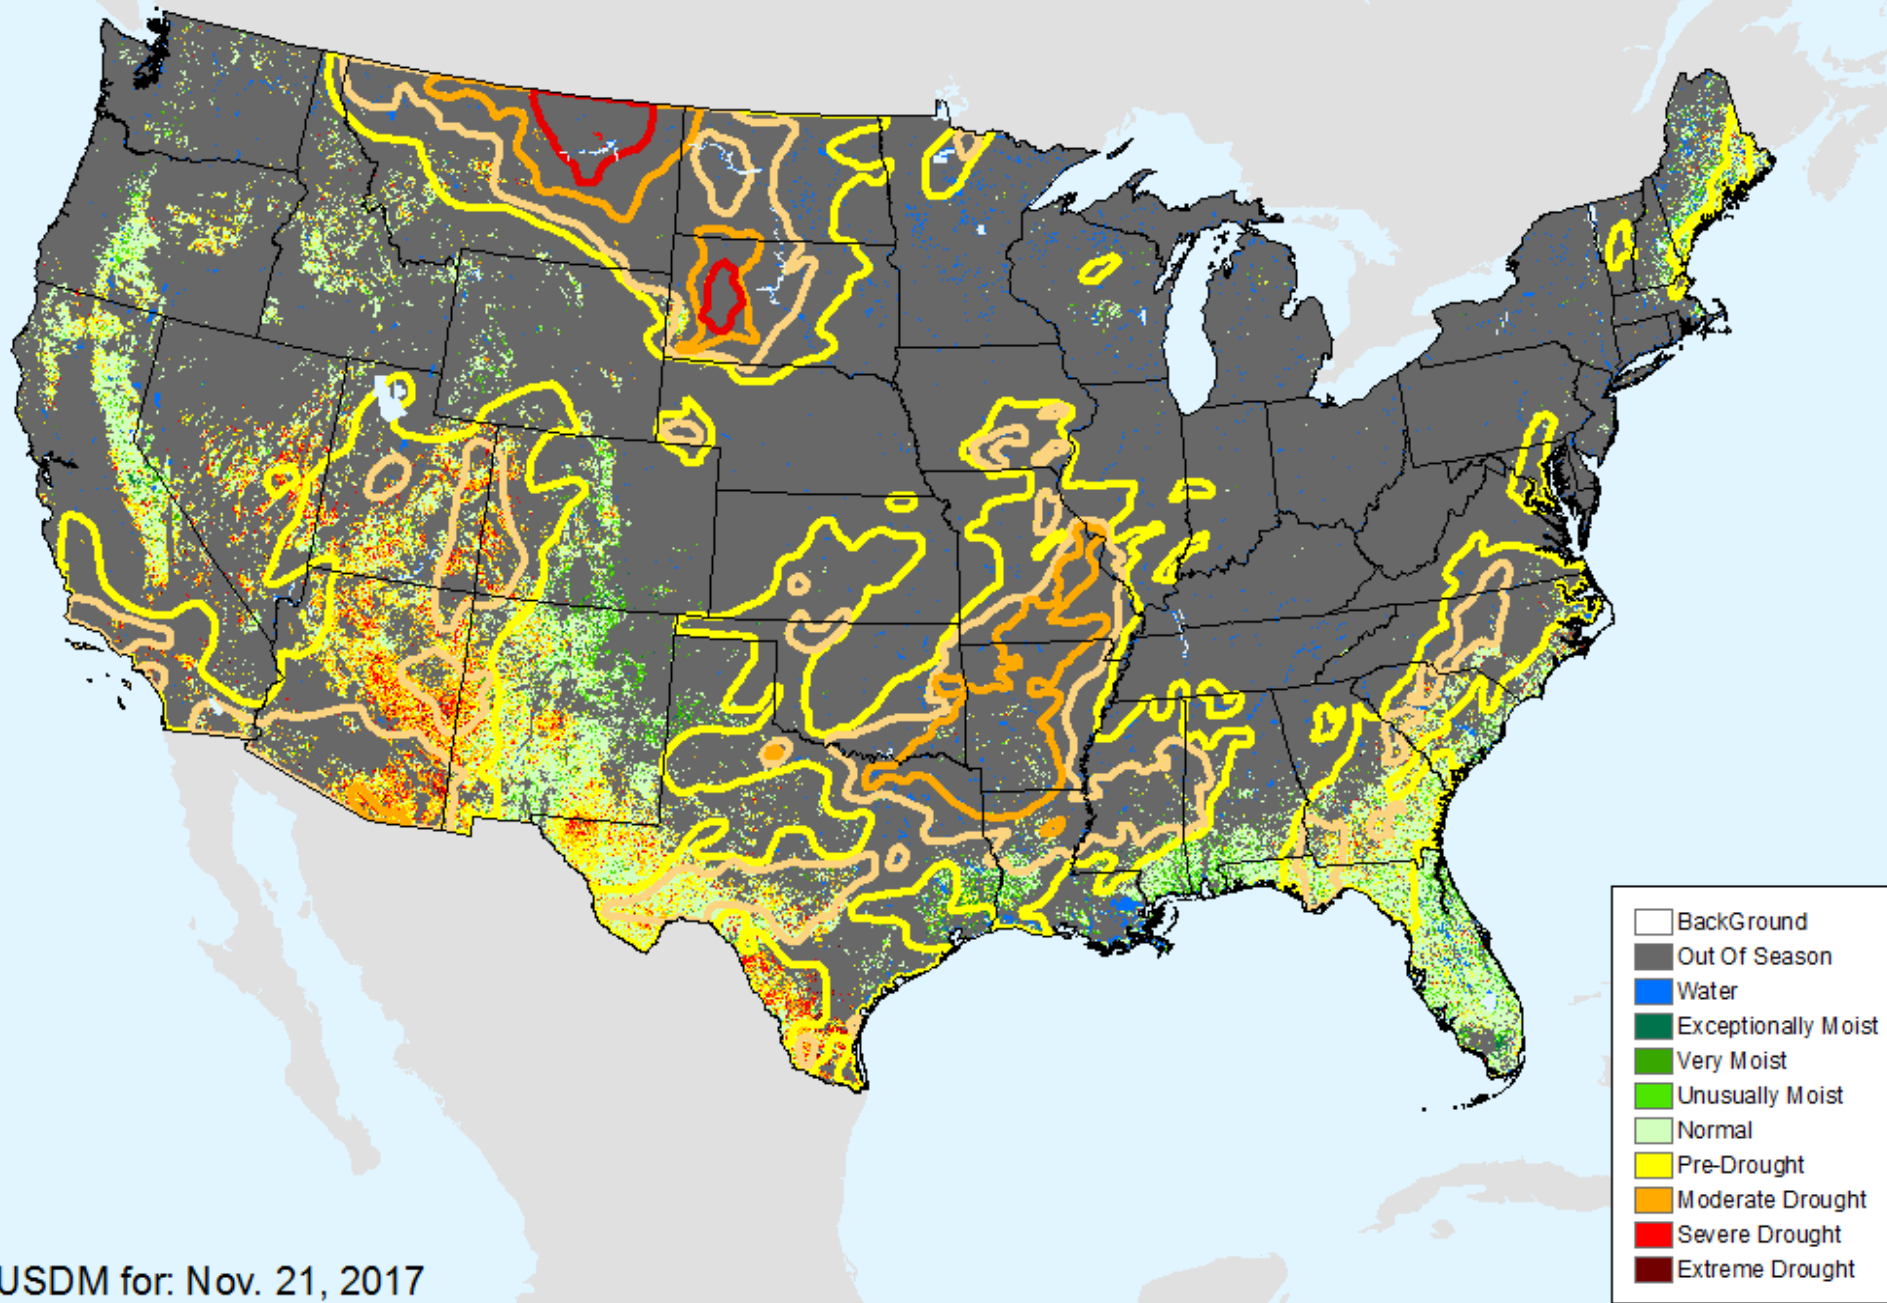 BackGround
Out Of Season
Water
Exceptionally Moist
Very Moist
Unusually Moist
Normal
Pre-Drought
Moderate Drought
Severe Drought
Extreme Drought
USDM for: Nov. 21, 2017